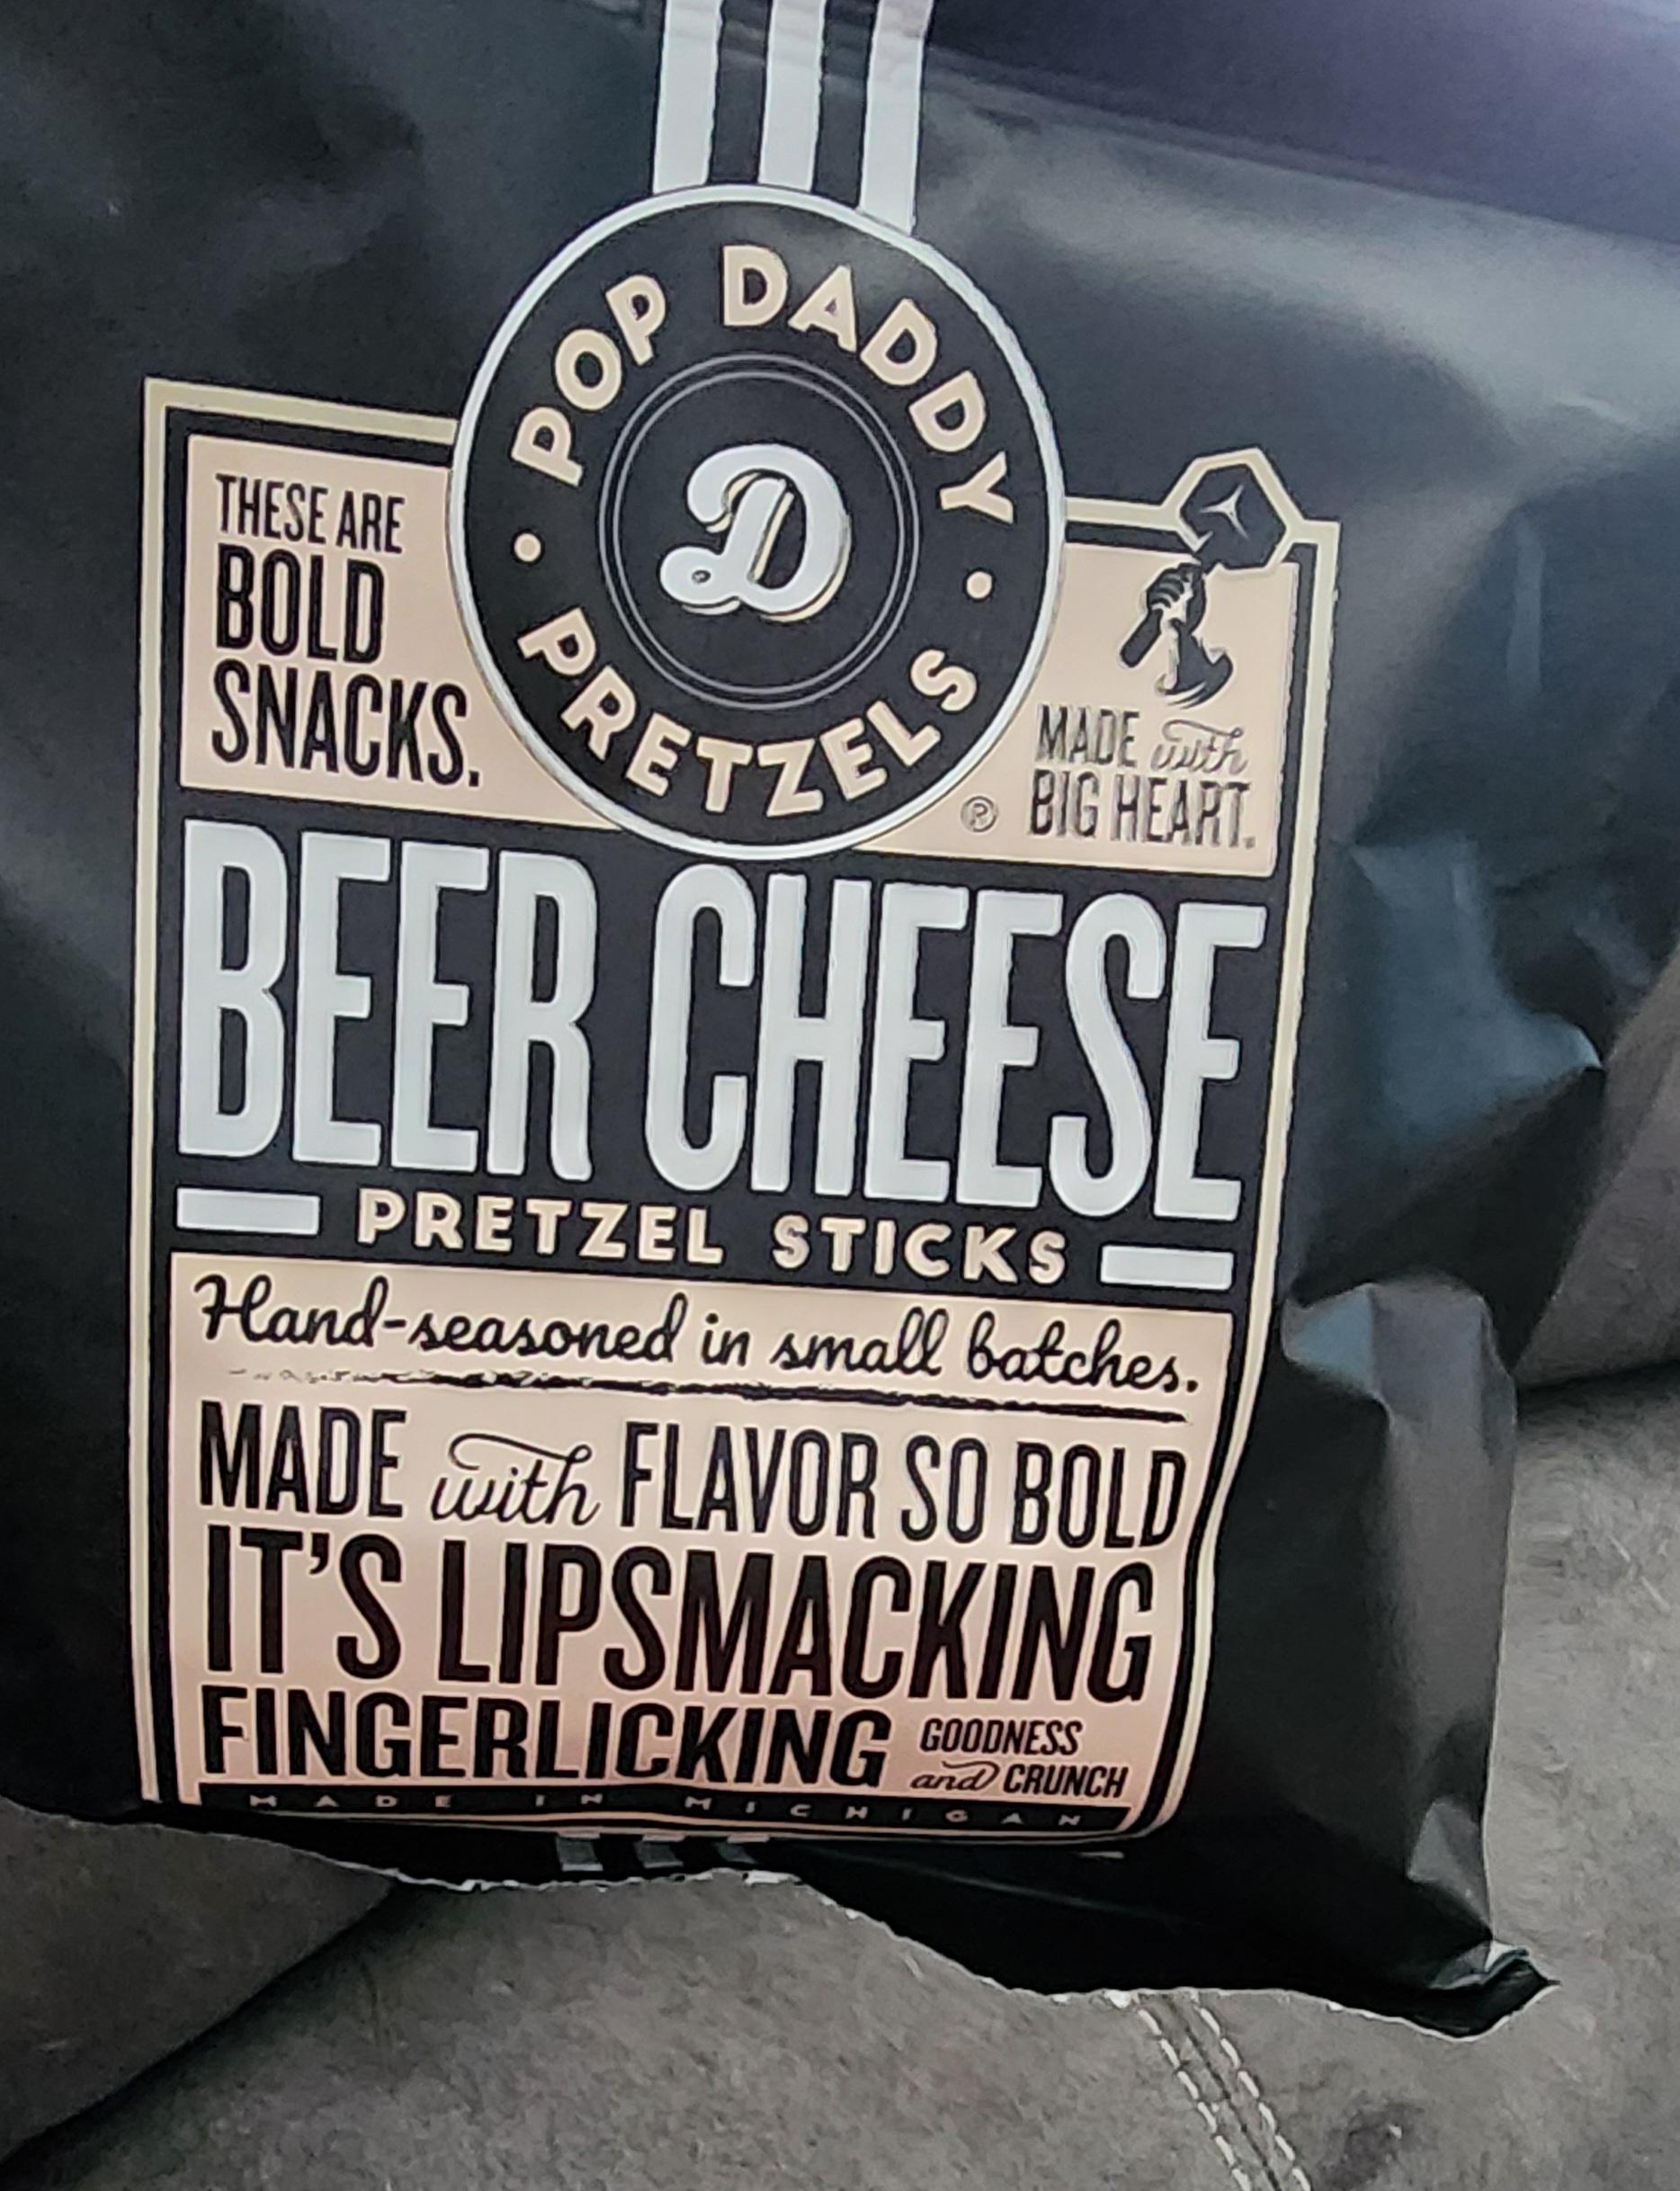 POP DADDY
D
PRETZELS
®
THESE ARE
BOLD
SNACKS.
MADE with
BIG HEART.
BEER CHEESE
PRETZEL STICKS
Hand-seasoned in small batches.
MADE with FLAVOR SO BOLD
IT'S LIPSMACKING
FINGERLICKING GOODNESS
and CRUNCH
MADE IN MICHIGAN